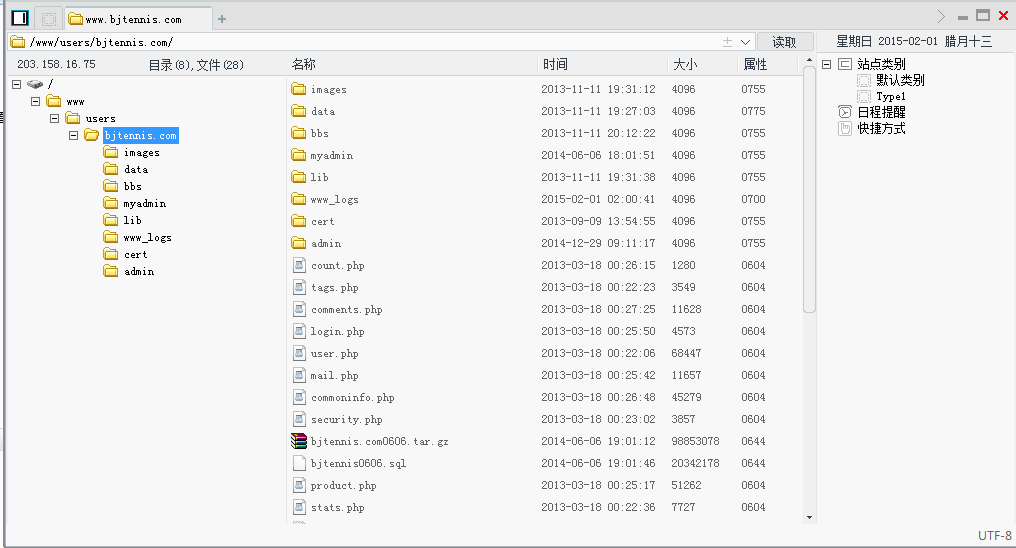 www.bjtennis.com
/www/users/bjtennis.com/
读取
星期日 2015-02-01 腊月十三
203.158.16.75 目录(8),文件(28)
名称 时间 大小 属性
/
www
users
bjtennis.com
images
data
bbs
myadmin
lib
www_logs
cert
admin
images 2013-11-11 19:31:12 4096 0755
data 2013-11-11 19:27:03 4096 0775
bbs 2013-11-11 20:12:22 4096 0755
myadmin 2014-06-06 18:01:51 4096 0755
lib 2013-11-11 19:31:38 4096 0755
www_logs 2015-02-01 02:00:41 4096 0700
cert 2013-09-09 13:54:55 4096 0755
admin 2014-12-29 09:11:17 4096 0755
count.php 2013-03-18 00:26:15 1280 0604
tags.php 2013-03-18 00:22:23 3549 0604
comments.php 2013-03-18 00:27:25 11628 0604
login.php 2013-03-18 00:25:50 4573 0604
user.php 2013-03-18 00:22:06 68447 0604
mail.php 2013-03-18 00:25:42 11657 0604
commoninfo.php 2013-03-18 00:26:48 45279 0604
security.php 2013-03-18 00:23:02 3857 0604
bjtennis.com0606.tar.gz 2014-06-06 19:01:12 98853078 0644
bjtennis0606.sql 2014-06-06 19:01:46 20342178 0644
product.php 2013-03-18 00:25:17 51262 0604
stats.php 2013-03-18 00:22:36 7727 0604
站点类别
默认类别
Type1
日程提醒
快捷方式
UTF-8